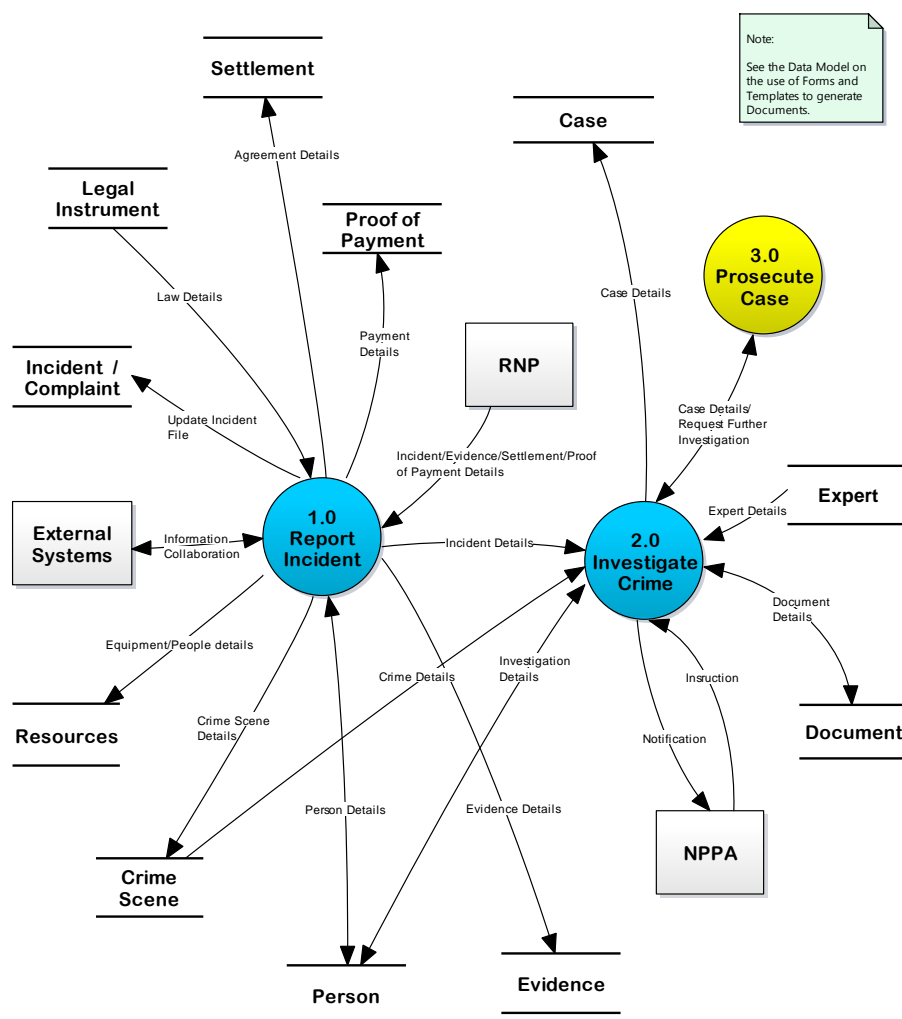 Note:
See the Data Model on
the use of Forms and
Templates to generate
Documents.
Settlement
Case
Agreement Details
Legal
Instrument
Proof of
Payment
3.0
Prosecute
Case
Law Details
Case Details
Payment
Details
RNP
Incident /
Complaint
Update Incident
File
Case Details/
Request Further
Investigation
Incident/Evidence/Settlement/Proof
of Payment Details
Expert
Expert Details
External
Systems
Information
Collaboration
1.0
Report
Incident
Incident Details
2.0
Investigate
Crime
Document
Details
Equipment/People details
Crime Details
Investigation
Details
Insruction
Resources
Crime Scene
Details
Notification
Document
Person Details
Evidence Details
NPPA
Crime
Scene
Person
Evidence